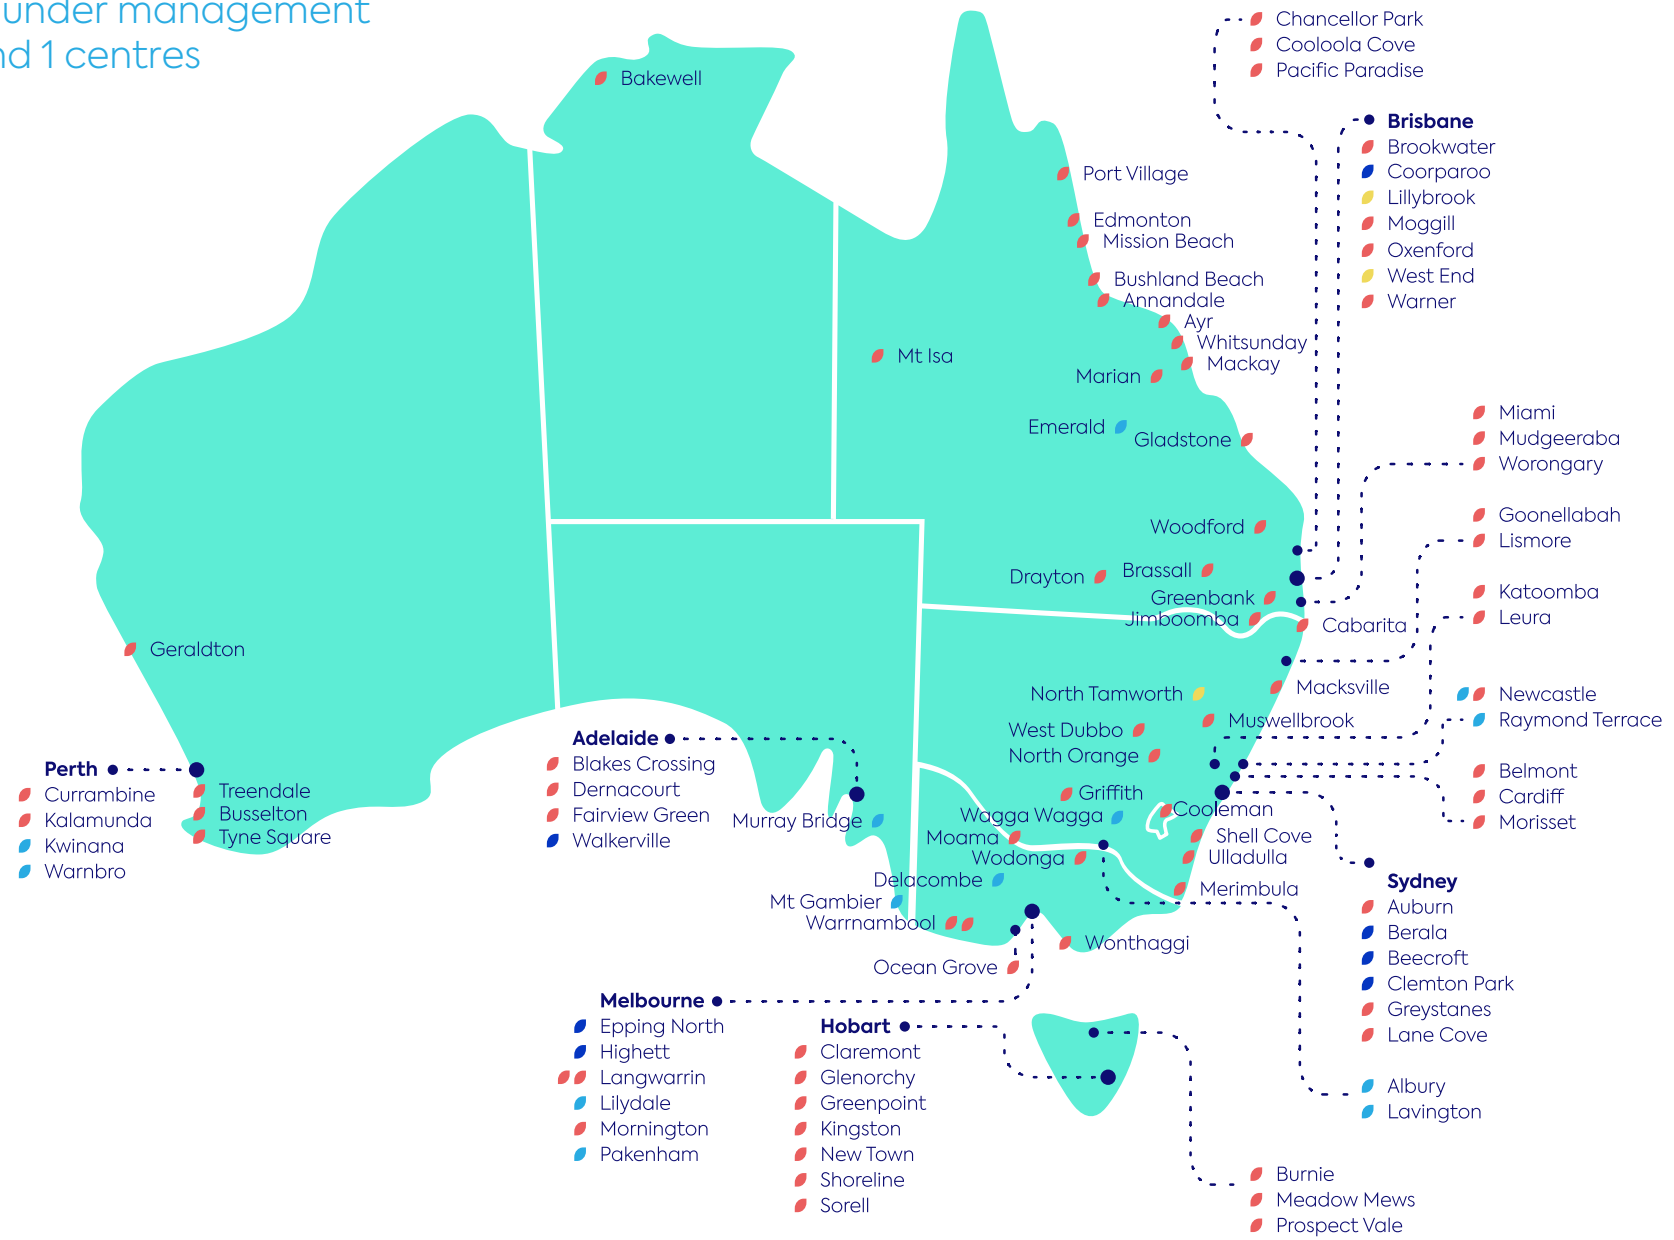 under management
nd 1 centres
Bakewell
Port Village
Edmonton
Mission Beach
Bushland Beach
Annandale
Ayr
Whitsunday
Mackay
Mt Isa
Marian
Emerald
Gladstone
Woodford
Drayton
Brassall
Greenbank
Jimboomba
Cabarita
Chancellor Park
Cooloola Cove
Pacific Paradise
Brisbane
Brookwater
Coorparoo
Lillybrook
Moggill
Oxenford
West End
Warner
Miami
Mudgeeraba
Worongary
Goonellabah
Lismore
Katoomba
Leura
Newcastle
Raymond Terrace
Belmont
Cardiff
Morisset
Geraldton
Perth
Currambine
Kalamunda
Kwinana
Warnbro
Treendale
Busselton
Tyne Square
Adelaide
Blakes Crossing
Dernacourt
Fairview Green
Walkerville
Murray Bridge
Mt Gambier
North Tamworth
Macksville
Muswellbrook
West Dubbo
North Orange
Griffith
Wagga Wagga
Cooleman
Moama
Shell Cove
Wodonga
Ulladulla
Delacombe
Merimbula
Warrnambool
Wonthaggi
Ocean Grove
Sydney
Auburn
Berala
Beecroft
Clemton Park
Greystanes
Lane Cove
Albury
Lavington
Melbourne
Epping North
Highett
Langwarrin
Lilydale
Mornington
Pakenham
Hobart
Claremont
Glenorchy
Greenpoint
Kingston
New Town
Shoreline
Sorell
Burnie
Meadow Mews
Prospect Vale